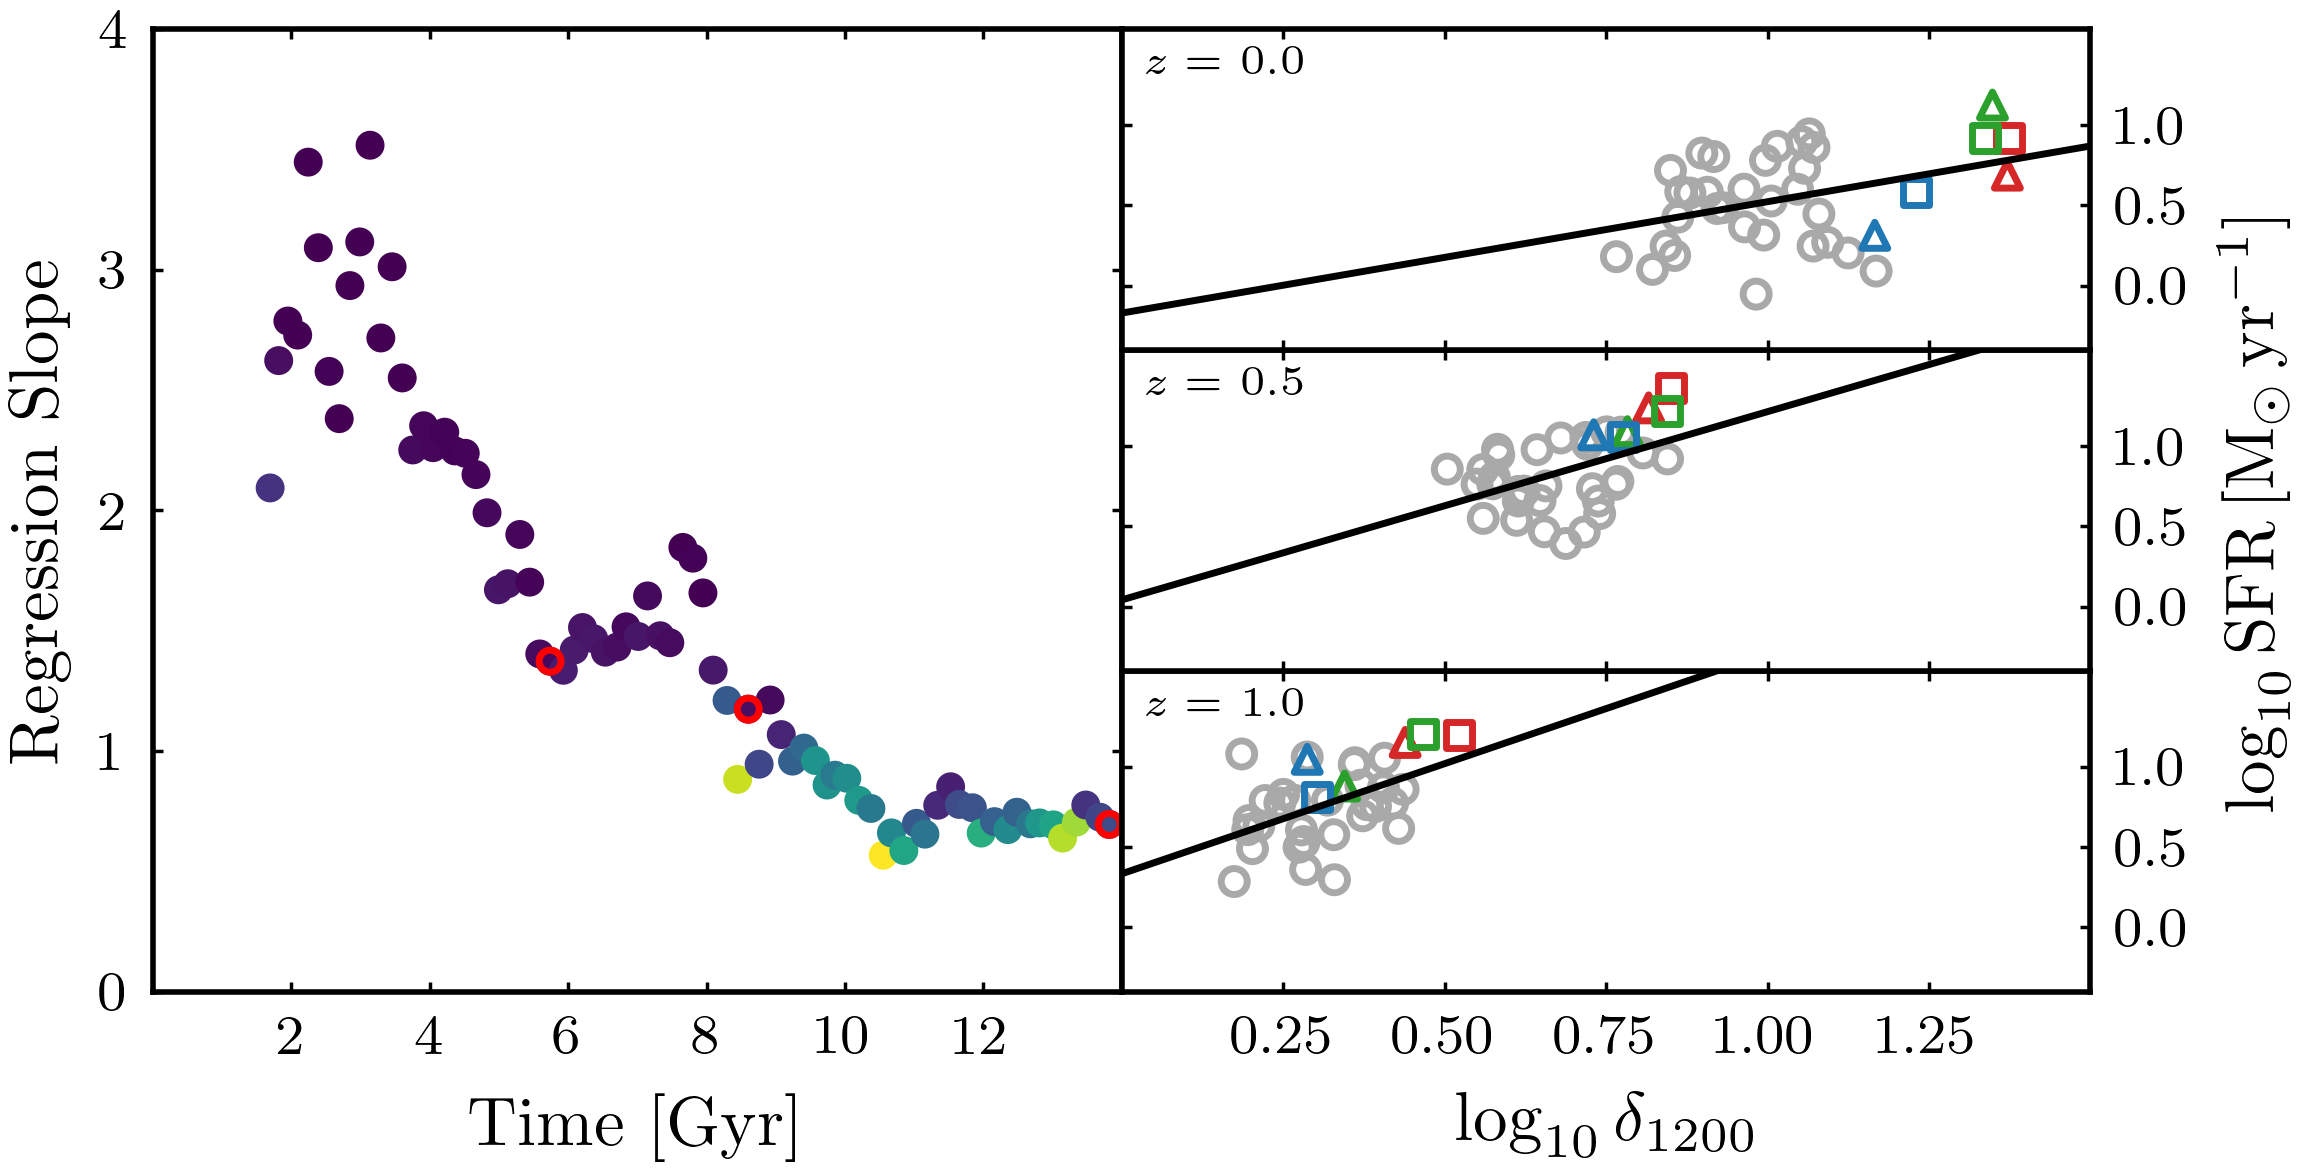 Regression Slope
4
3
2
1
0
2 4 6 8 10 12
Time [Gyr]
z = 0.0
z = 0.5
z = 1.0
1.0
0.5
0.0
1.0
0.5
0.0
1.0
0.5
0.0
log₁₀ SFR [M⊙ yr⁻¹]
0.25 0.50 0.75 1.00 1.25
log₁₀ δ₁₂₀₀